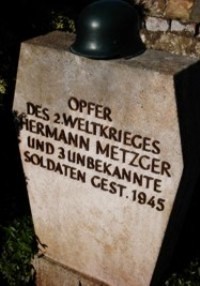 OPFER
DES 2. WELTKRIEGES
HERMANN METZGER
UND 3 UNBEKANNTE
SOLDATEN GEST. 1945